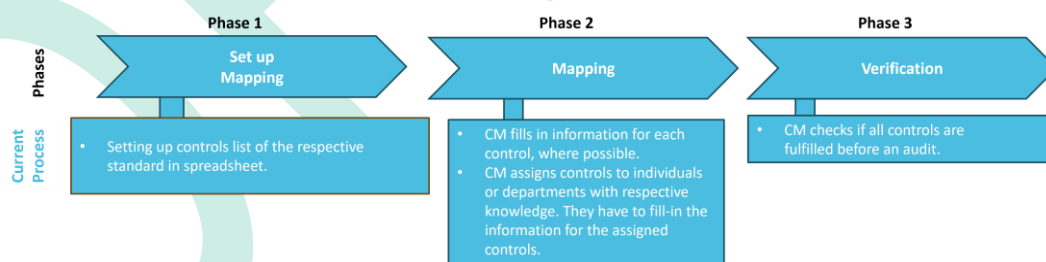 Phase 1
Phase 2
Phase 3
Phases
Set up
Mapping
Mapping
Verification
Current
Process
• Setting up controls list of the respective
standard in spreadsheet.
• CM fills in information for each
control, where possible.
• CM assigns controls to individuals
or departments with respective
knowledge. They have to fill-in the
information for the assigned
controls.
• CM checks if all controls are
fulfilled before an audit.